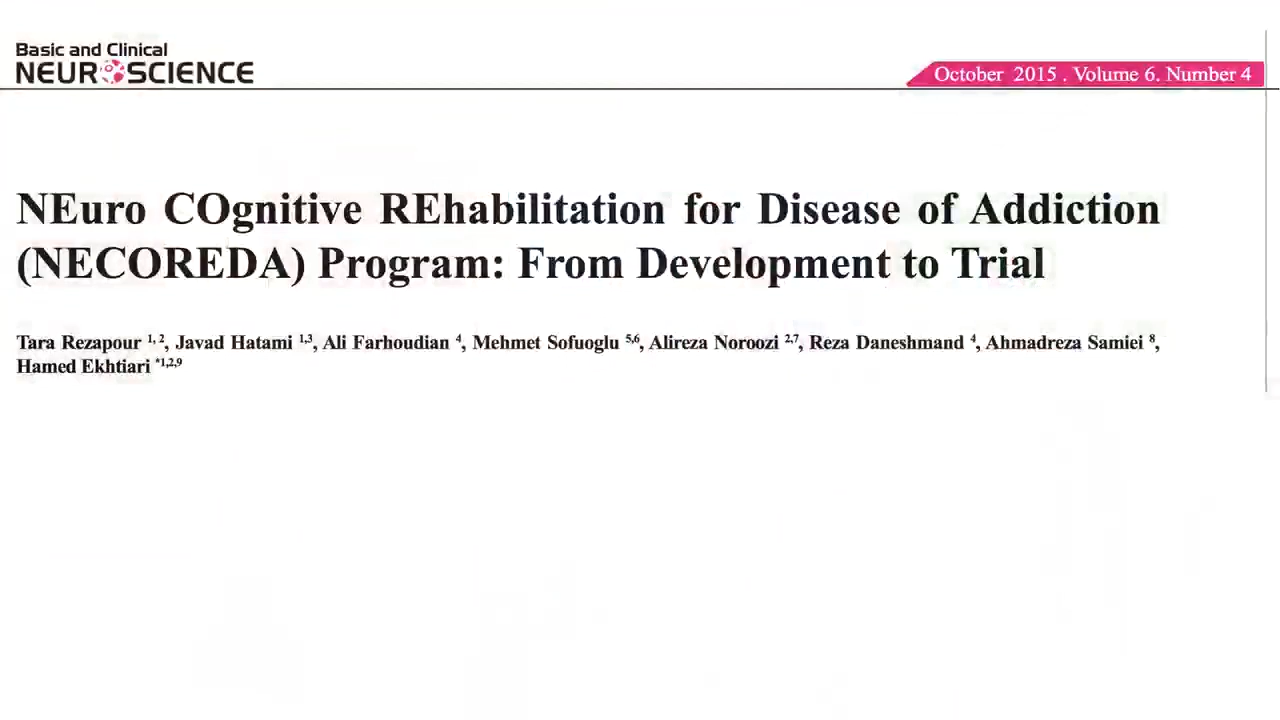 Basic and Clinical
NEUROSCIENCE
October 2015 . Volume 6. Number 4
NEuro COgnitive REhabilitation for Disease of Addiction
(NECOREDA) Program: From Development to Trial
Tara Rezapour 1, 2, Javad Hatami 1,3, Ali Farhoudian 4, Mehmet Sofuoglu 5,6, Alireza Noroozi 2,7, Reza Daneshmand 4, Ahmadreza Samiei 8,
Hamed Ekhtiari *1,2,9